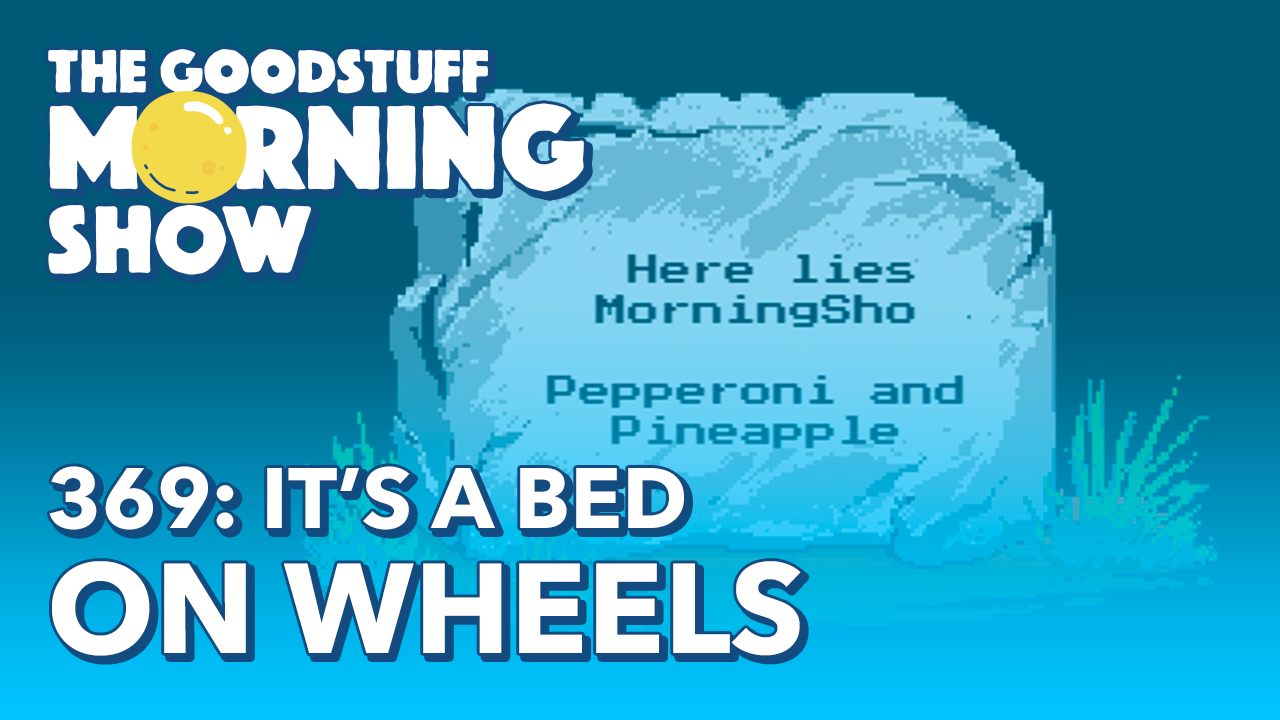 THE GOODSTUFF
MORNING
SHOW
Here lies
MorningSho
Pepperoni and
Pineapple
369: IT'S A BED
ON WHEELS